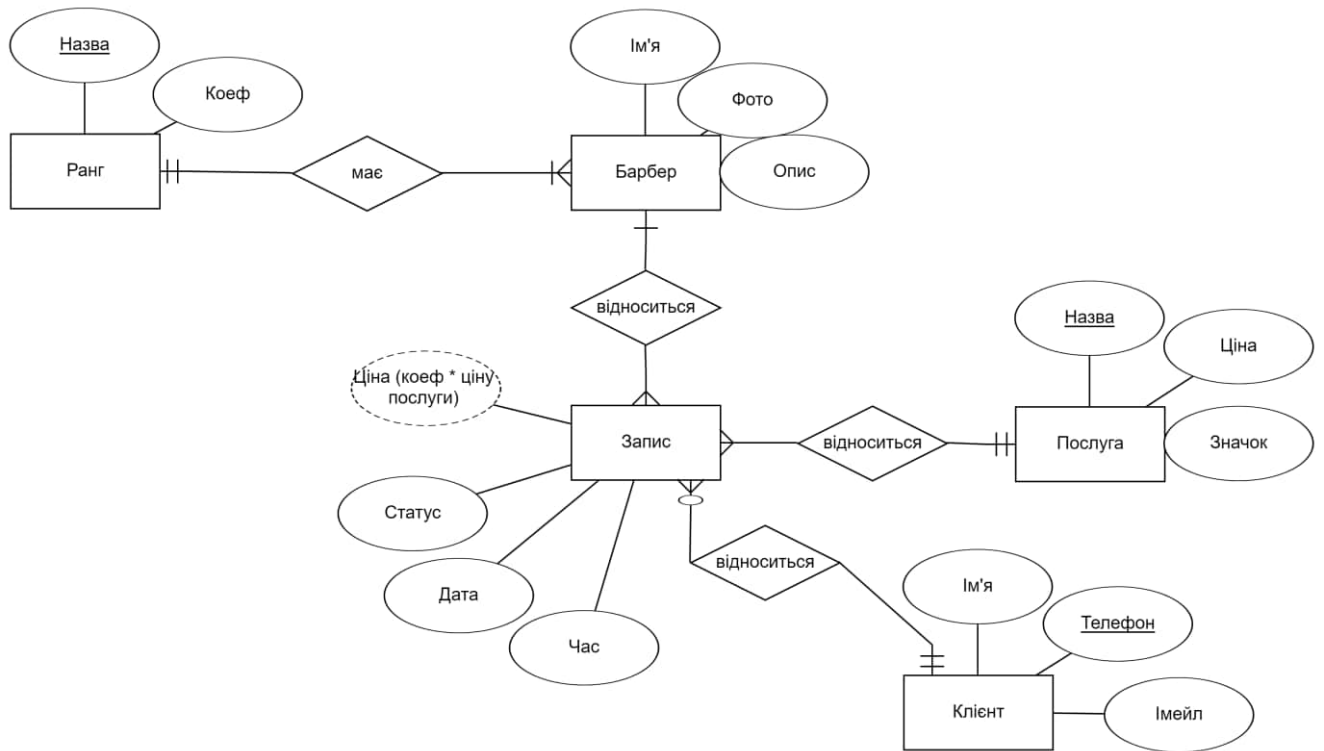 Назва
Коеф
Ранг
має
Ім'я
Фото
Барбер
Опис
відноситься
Назва
Ціна
Ціна (коеф * ціну
послуги)
Запис
відноситься
Послуга
Значок
Статус
Дата
Час
відноситься
Ім'я
Телефон
Клієнт
Імейл